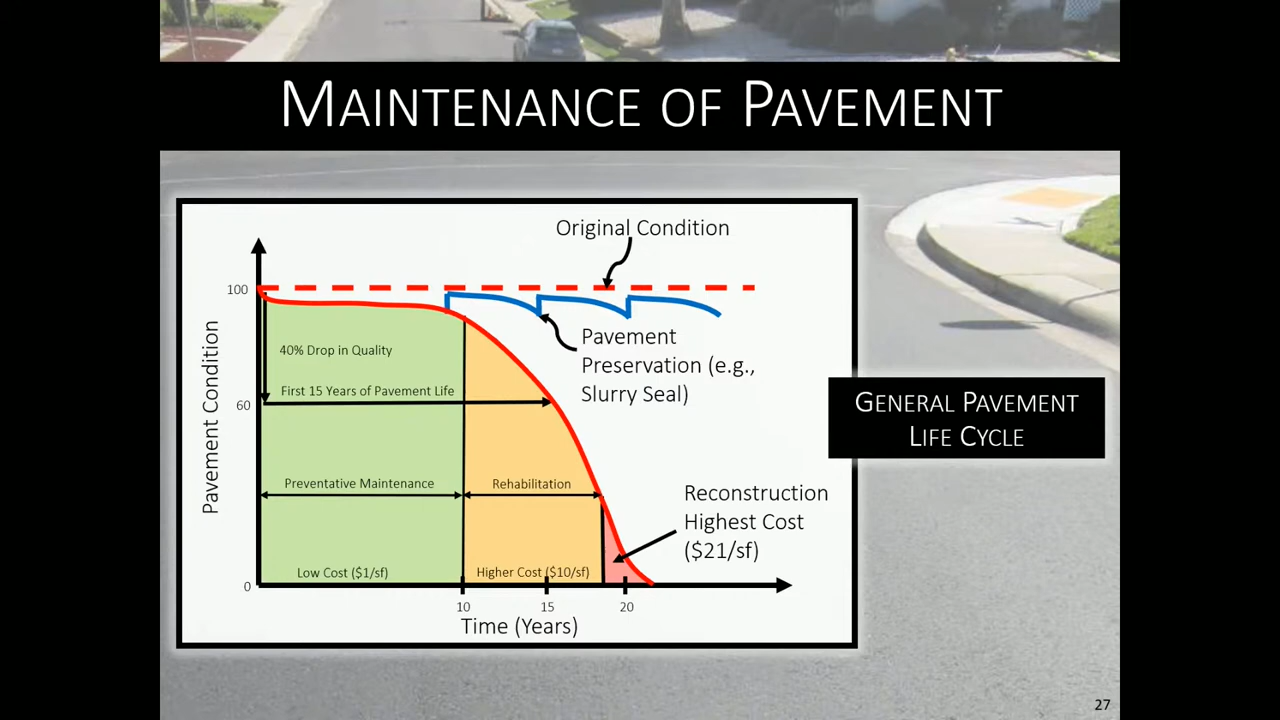 MAINTENANCE OF PAVEMENT
Original Condition
100
Pavement
Preservation (e.g.,
Slurry Seal)
40% Drop in Quality
First 15 Years of Pavement Life
60
Pavement Condition
GENERAL PAVEMENT
LIFE CYCLE
Preventative Maintenance
Rehabilitation
Reconstruction
Highest Cost
($21/sf)
Low Cost ($1/sf)
Higher Cost ($10/sf)
0
10
15
20
Time (Years)
27